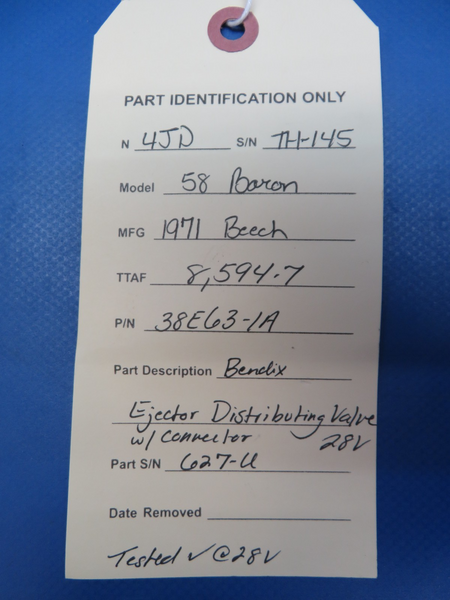 PART IDENTIFICATION ONLY
N 4JD S/N TH-145
Model 58 Baron
MFG 1971 Beech
TTAF 8,594.7
P/N 38E63-1A
Part Description Bendix
Ejector Distributing Valve
w/ Connector 28V
Part S/N 627-U
Date Removed
Tested ✓ @ 28V